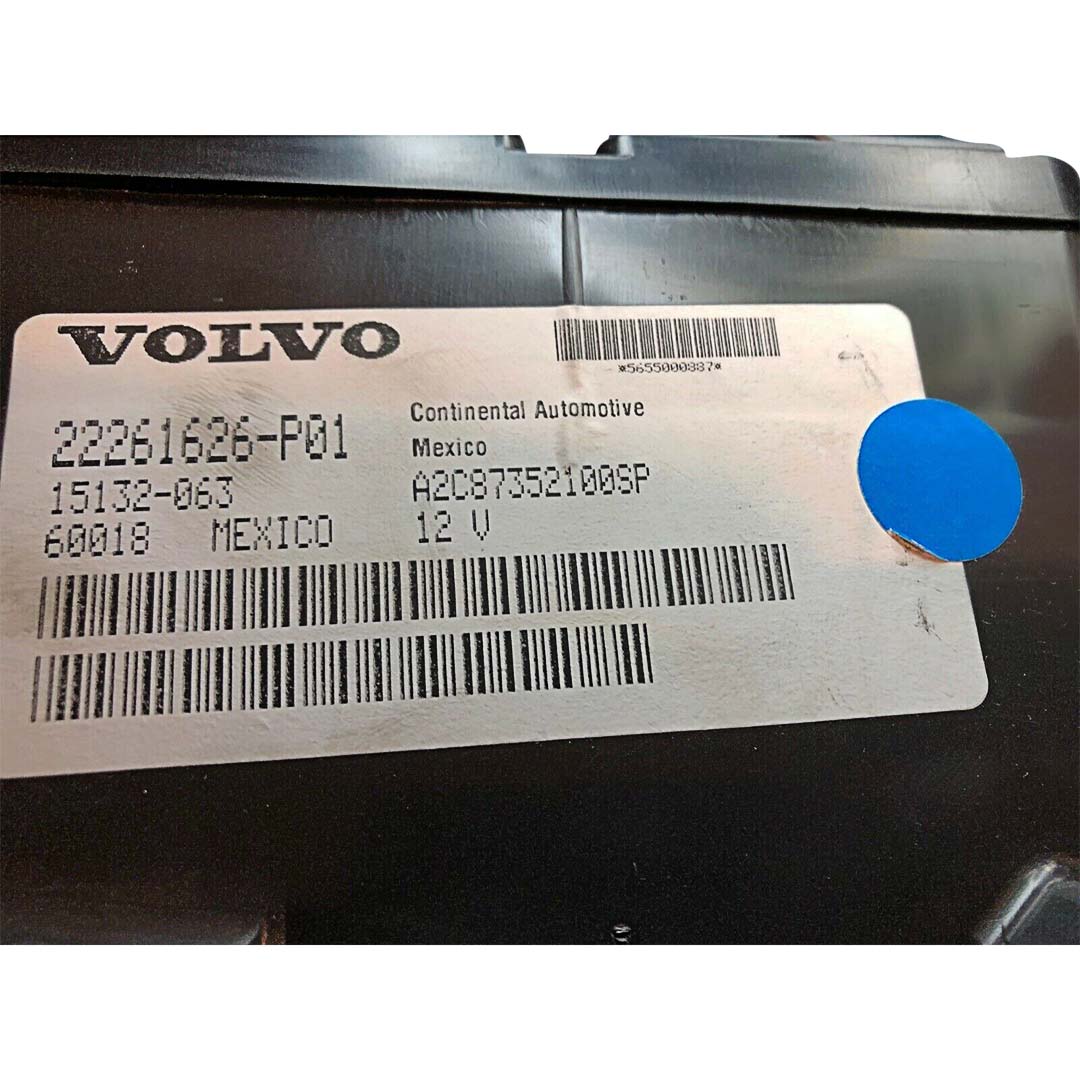 VOLVO
*5655000887*
22261626-P01
Continental Automotive
Mexico
15132-063
A2C87352100SP
60018 MEXICO
12 V